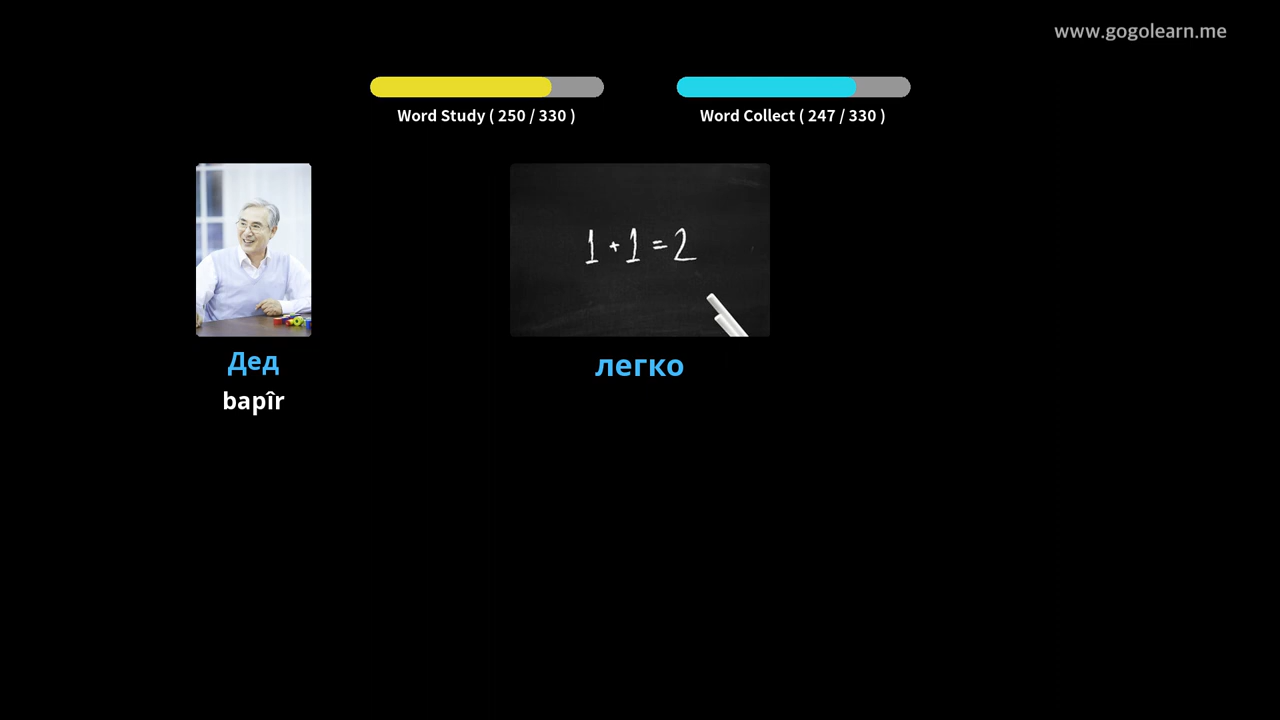 www.gogolearn.me
Word Study ( 250 / 330 )
Word Collect ( 247 / 330 )
1 + 1 = 2
Дед
bapîr
легко